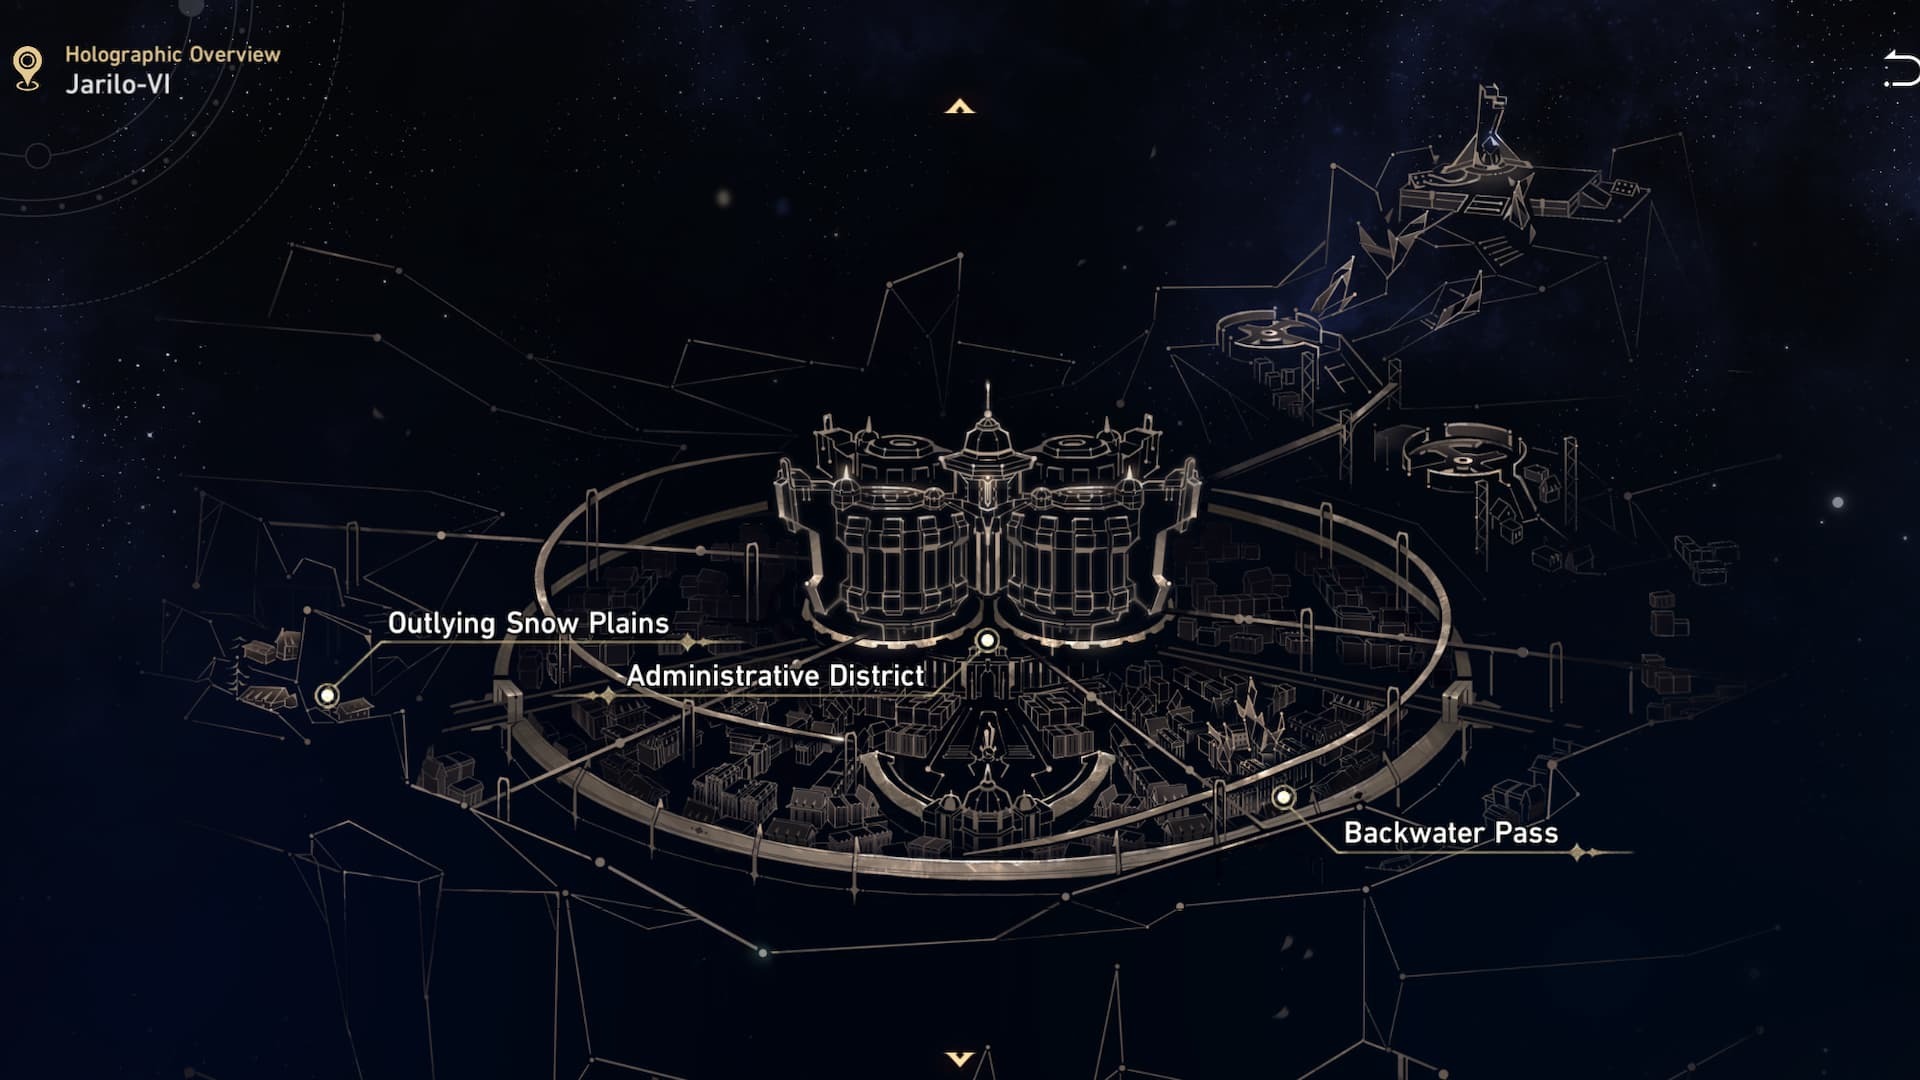 Holographic Overview
Jarilo-VI
Outlying Snow Plains
Administrative District
Backwater Pass